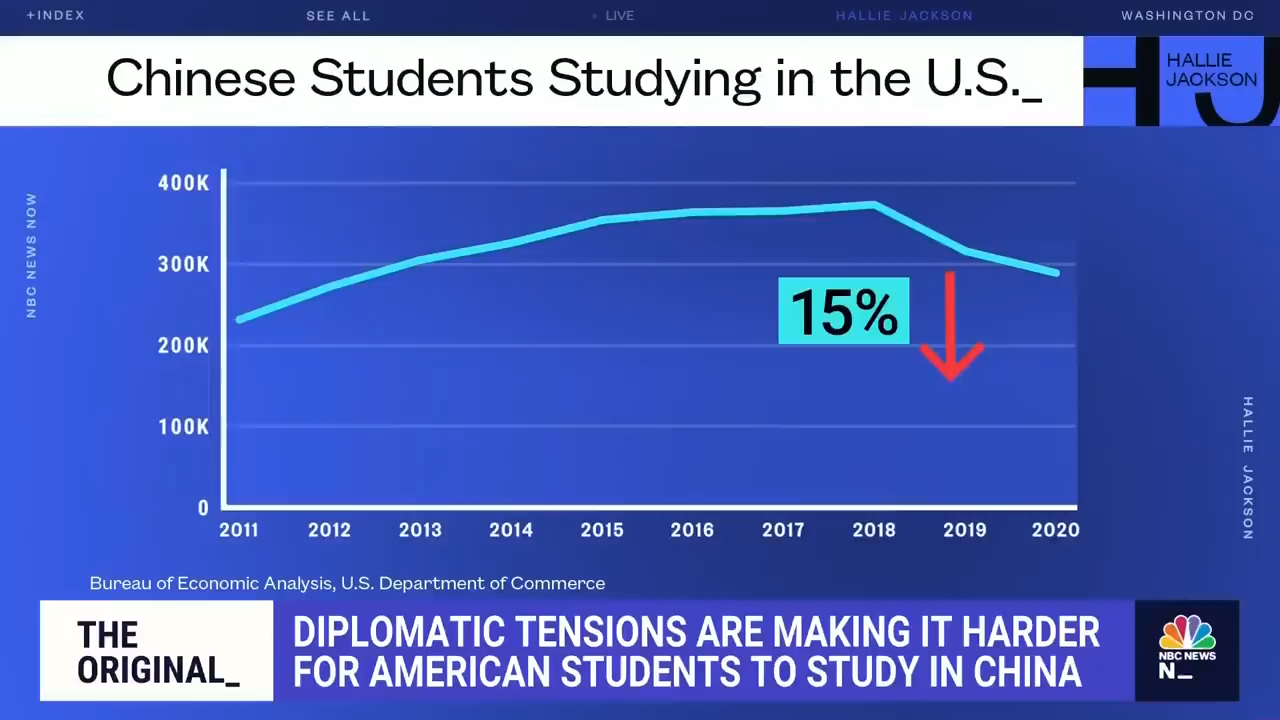 +INDEX
SEE ALL
LIVE
HALLIE JACKSON
WASHINGTON DC
Chinese Students Studying in the U.S._
HALLIE
JACKSON
HJ
NBC NEWS NOW
400K
300K
200K
100K
0
15%
2011 2012 2013 2014 2015 2016 2017 2018 2019 2020
HALLIE JACKSON
Bureau of Economic Analysis, U.S. Department of Commerce
THE
ORIGINAL_
DIPLOMATIC TENSIONS ARE MAKING IT HARDER
FOR AMERICAN STUDENTS TO STUDY IN CHINA
NBC NEWS
N_